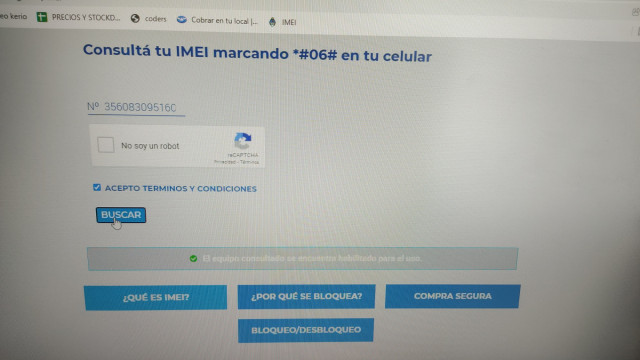 eo kerio PRECIOS Y STOCKD... coders Cobrar en tu local |... IMEI
Consultá tu IMEI marcando *#06# en tu celular
Nº 35608309516
No soy un robot
reCAPTCHA
Privacidad - Términos
ACEPTO TERMINOS Y CONDICIONES
BUSCAR
El equipo consultado se encuentra habilitado para el uso.
¿QUÉ ES IMEI?
¿POR QUÉ SE BLOQUEA?
COMPRA SEGURA
BLOQUEO/DESBLOQUEO